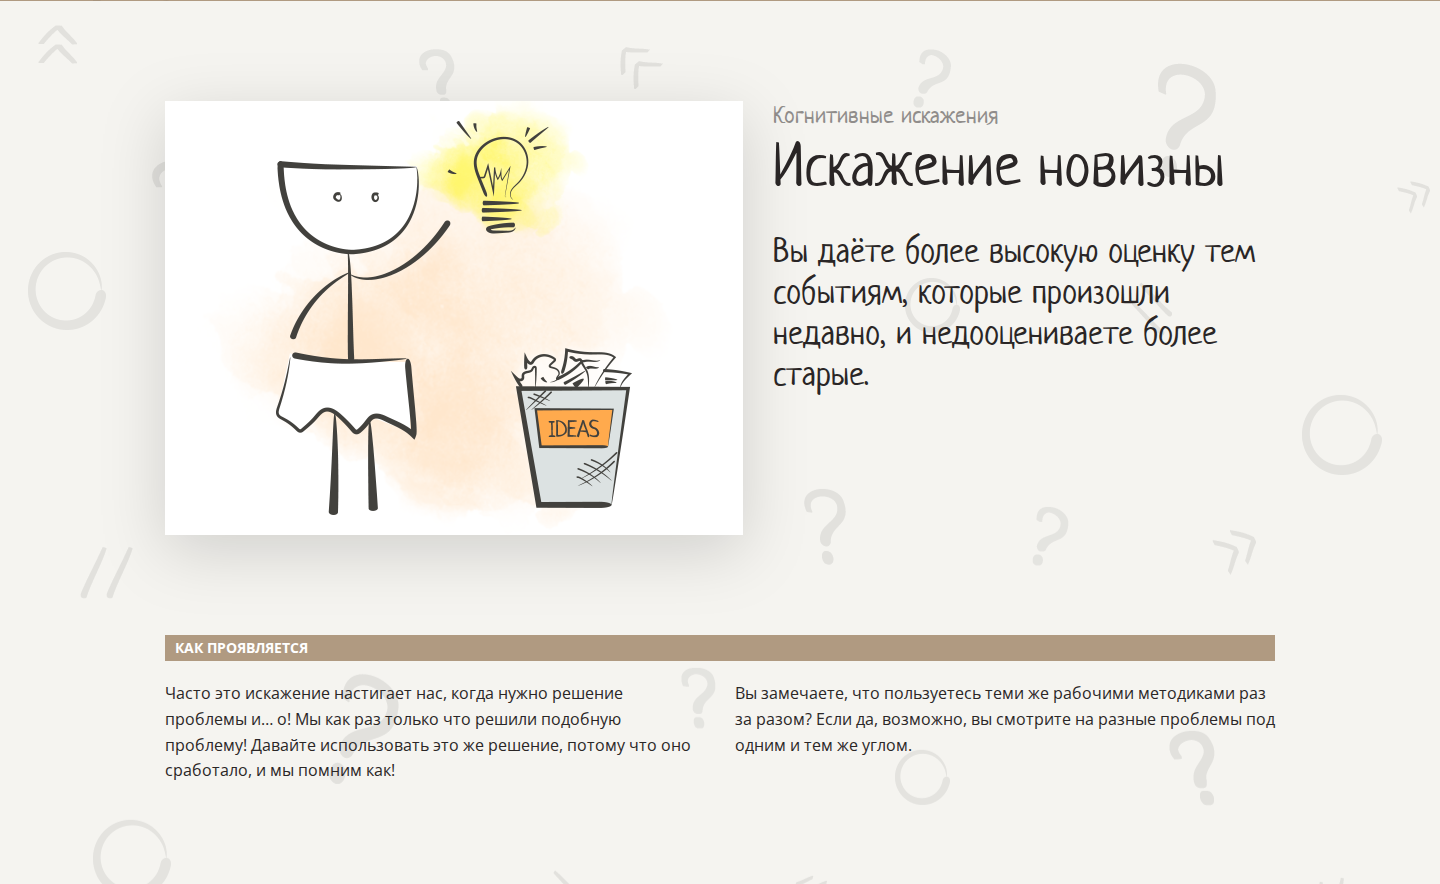 Когнитивные искажения
Искажение новизны
Вы даёте более высокую оценку тем
событиям, которые произошли
недавно, и недооцениваете более
старые.
IDEAS
КАК ПРОЯВЛЯЕТСЯ
Часто это искажение настигает нас, когда нужно решение
проблемы и... о! Мы как раз только что решили подобную
проблему! Давайте использовать это же решение, потому что оно
сработало, и мы помним как!
Вы замечаете, что пользуетесь теми же рабочими методиками раз
за разом? Если да, возможно, вы смотрите на разные проблемы под
одним и тем же углом.